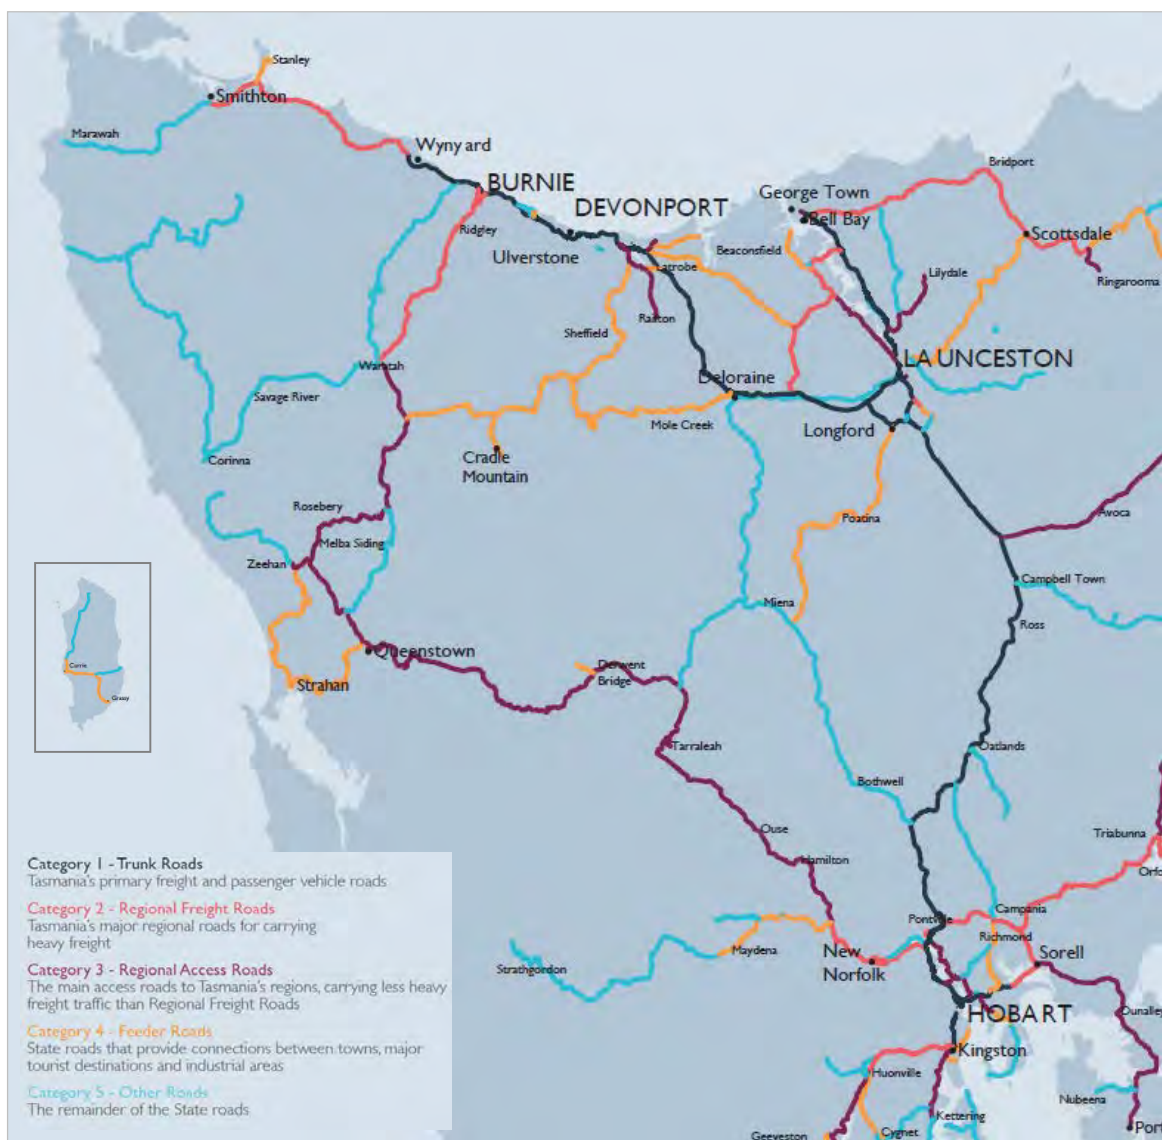 Stanley
Smithton
Marawah
Wynyard
BURNIE
Ridgley
DEVONPORT
Ulverstone
Latrobe
Sheffield
Railton
George Town
Bell Bay
Beaconsfield
Bridport
Scottsdale
Lilydale
Ringarooma
LAUNCESTON
Waratah
Savage River
Corinna
Deloraine
Mole Creek
Longford
Cradle
Mountain
Rosebery
Melba Siding
Zeehan
Poatina
Avoca
Campbell Town
Miena
Ross
Currie
Grassy
Queenstown
Strahan
Derwent
Bridge
Tarraleah
Oatlands
Bothwell
Ouse
Hamilton
Triabunna
Orfo
Campania
Pontville
Richmond
Maydena
New
Norfolk
Strathgordon
Sorell
HOBART
Dunalle
Kingston
Huonville
Nubeena
Kettering
Cygnet
Geeveston
Port
Category 1 - Trunk Roads
Tasmania's primary freight and passenger vehicle roads
Category 2 - Regional Freight Roads
Tasmania's major regional roads for carrying
heavy freight
Category 3 - Regional Access Roads
The main access roads to Tasmania's regions, carrying less heavy
freight traffic than Regional Freight Roads
Category 4 - Feeder Roads
State roads that provide connections between towns, major
tourist destinations and industrial areas
Category 5 - Other Roads
The remainder of the State roads